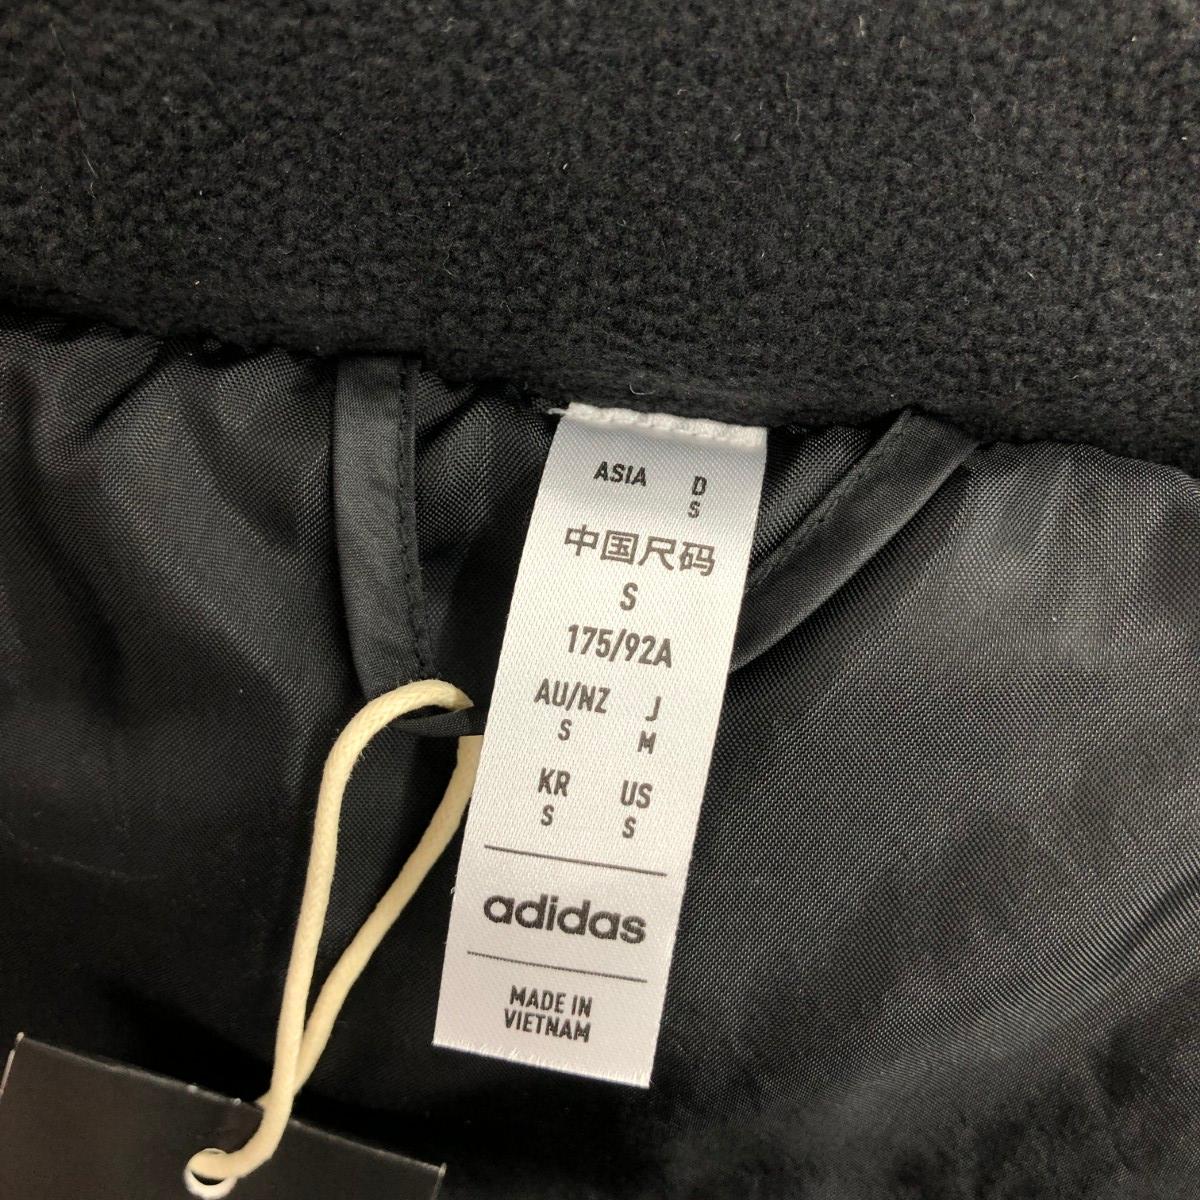 ASIA D
S
中国尺码
S
175/92A
AU/NZ J
S M
KR US
S S
adidas
MADE IN
VIETNAM